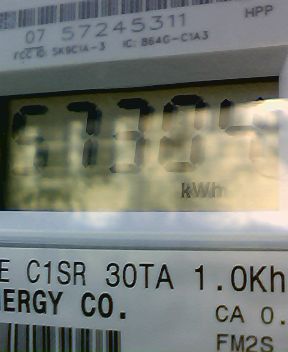 HPP
07 57245311
FCC ID: SK9C1A-3 IC: 864G-C1A3
57304
kWh
E C1SR 30TA 1.0Kh
ERGY CO.
CA 0.
FM2S